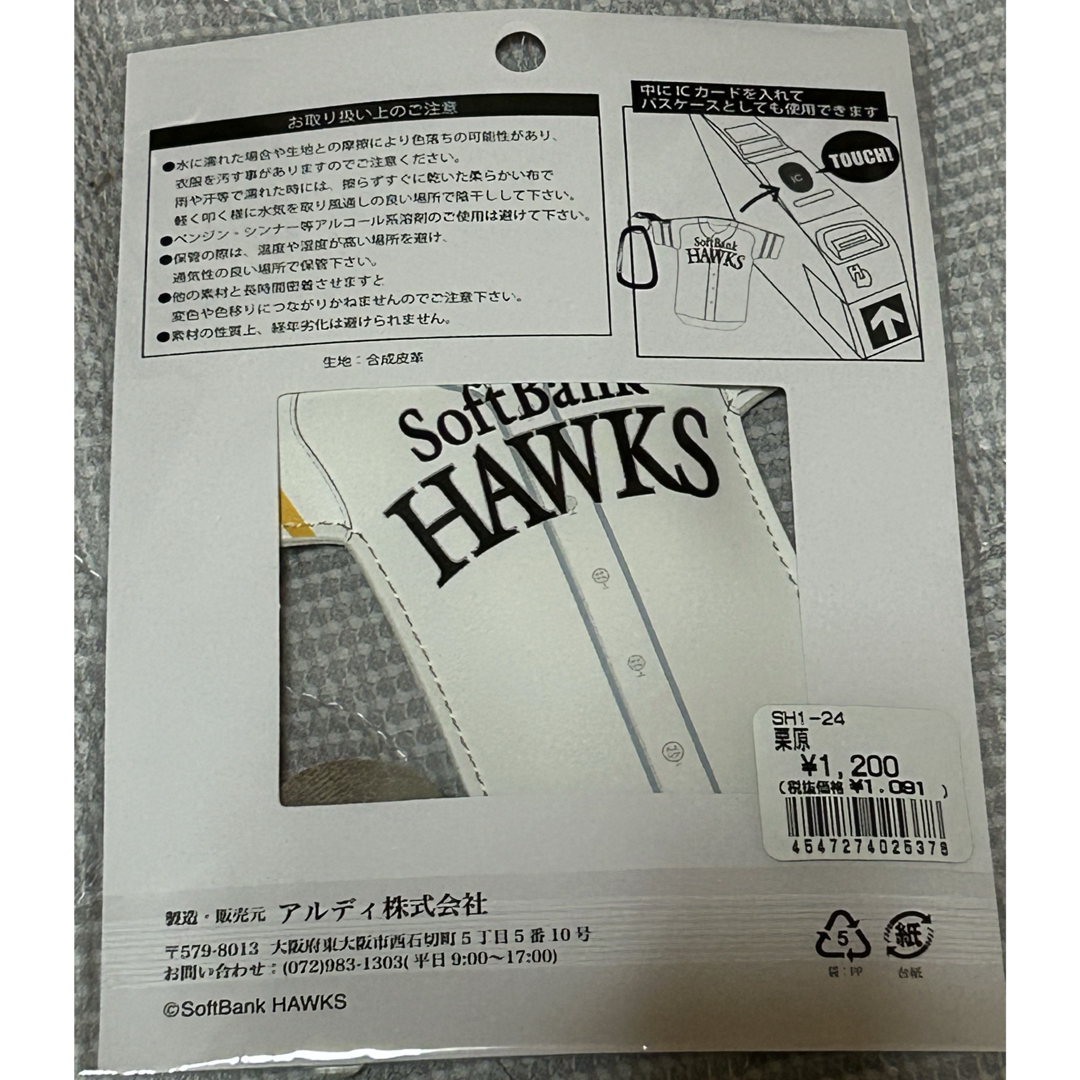 お取り扱い上のご注意
●水に濡れた場合や生地との摩擦により色落ちの可能性があり、
衣服を汚す事がありますのでご注意ください。
雨や汗等で濡れた時には、擦らずすぐに乾いた柔らかい布で
軽く叩く様に水気を取り風通しの良い場所で陰干しして下さい。
●ベンジン・シンナー等アルコール系溶剤のご使用は避けて下さい。
●保管の際は、温度や湿度が高い場所を避け、
通気性の良い場所で保管下さい。
●他の素材と長時間密着させますと
変色や色移りにつながりかねませんのでご注意下さい。
●素材の性質上、経年劣化は避けられません。
生地：合成皮革
中にICカードを入れて
パスケースとしても使用できます
TOUCH!
IC
SoftBank
HAWKS
SoftBank
HAWKS
SH1-24
栗原
¥1,200
(税抜価格 ¥1,091 )
4547274025378
製造・販売元 アルディ株式会社
〒579-8013 大阪府東大阪市西石切町5丁目5番10号
お問い合わせ：(072)983-1303(平日9:00～17:00)
©SoftBank HAWKS
5
袋：PP
紙
台紙